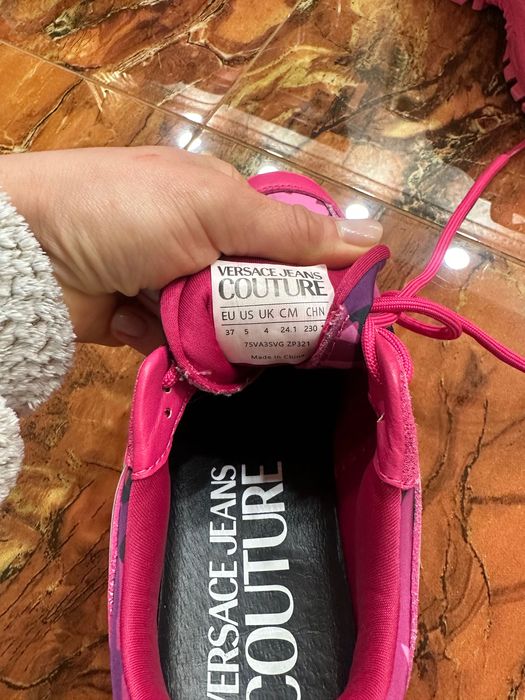 VERSACE JEANS
COUTURE
EU US UK CM CHN
37 5 4 24.1 230
75VA3SVG ZP321
Made in China
VERSACE JEANS
COUTURE